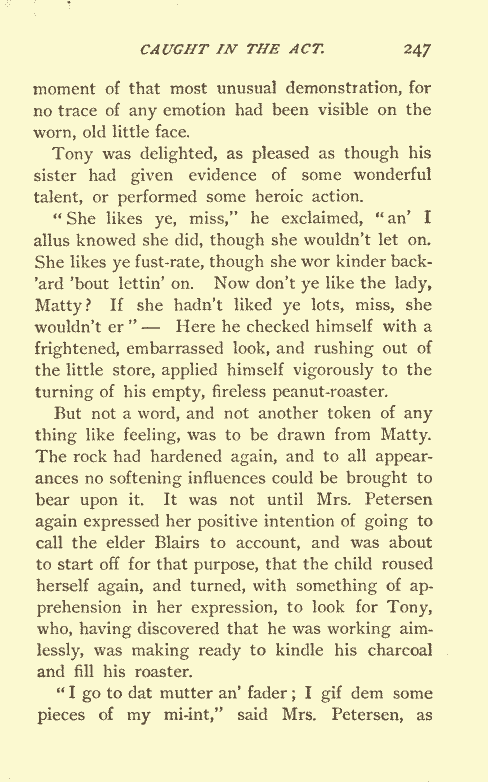 CAUGHT IN THE ACT. 247
moment of that most unusual demonstration, for
no trace of any emotion had been visible on the
worn, old little face.
Tony was delighted, as pleased as though his
sister had given evidence of some wonderful
talent, or performed some heroic action.
“She likes ye, miss,” he exclaimed, “an’ I
allus knowed she did, though she wouldn’t let on.
She likes ye fust-rate, though she wor kinder back-
’ard ’bout lettin’ on. Now don’t ye like the lady,
Matty? If she hadn’t liked ye lots, miss, she
wouldn’t er”— Here he checked himself with a
frightened, embarrassed look, and rushing out of
the little store, applied himself vigorously to the
turning of his empty, fireless peanut-roaster.
But not a word, and not another token of any
thing like feeling, was to be drawn from Matty.
The rock had hardened again, and to all appear-
ances no softening influences could be brought to
bear upon it. It was not until Mrs. Petersen
again expressed her positive intention of going to
call the elder Blairs to account, and was about
to start off for that purpose, that the child roused
herself again, and turned, with something of ap-
prehension in her expression, to look for Tony,
who, having discovered that he was working aim-
lessly, was making ready to kindle his charcoal
and fill his roaster.
“I go to dat mutter an’ fader; I gif dem some
pieces of my mi-int,” said Mrs. Petersen, as